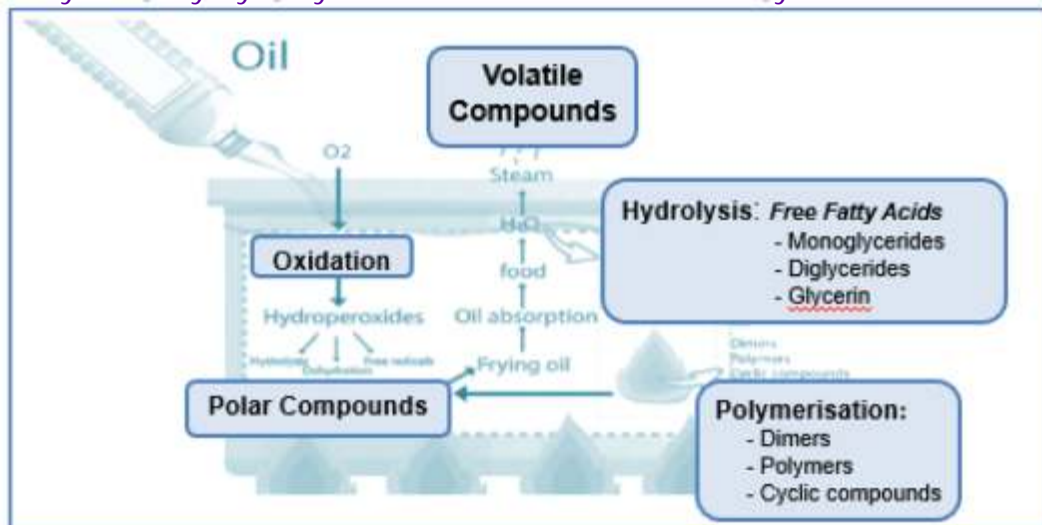 Oil
Volatile
Compounds
O2
Steam
Hydrolysis: Free Fatty Acids
- Monoglycerides
- Diglycerides
- Glycerin
H2O
Oxidation
food
Hydroperoxides
Oil absorption
Free radicals
Dehydration
Frying oil
Dimers
Polymers
Cyclic compounds
Polar Compounds
Polymerisation:
- Dimers
- Polymers
- Cyclic compounds